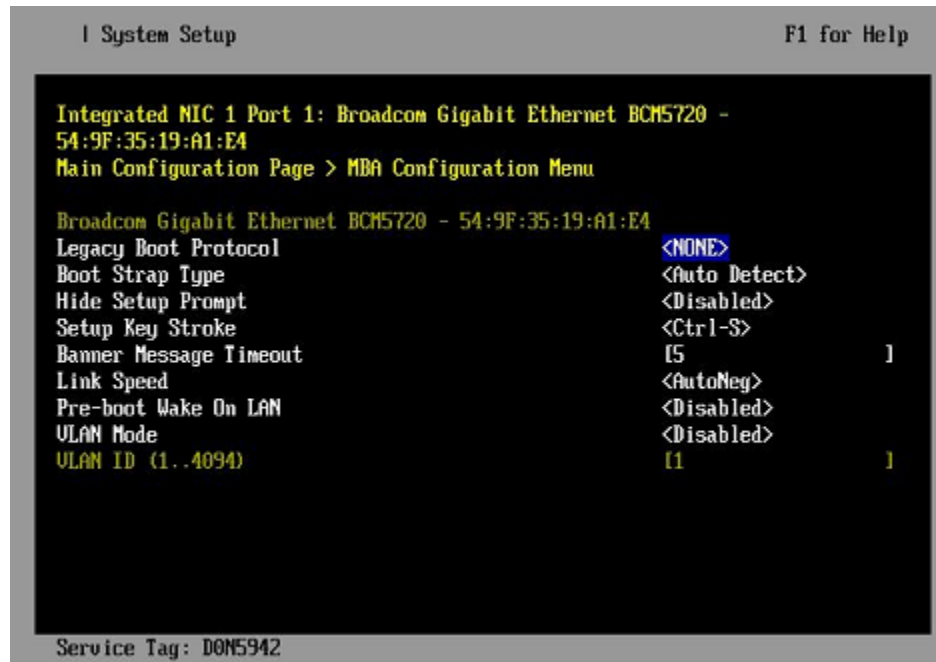 | System Setup F1 for Help
Integrated NIC 1 Port 1: Broadcom Gigabit Ethernet BCM5720 -
54:9F:35:19:A1:E4
Main Configuration Page > MBA Configuration Menu
Broadcom Gigabit Ethernet BCM5720 - 54:9F:35:19:A1:E4
Legacy Boot Protocol <NONE>
Boot Strap Type <Auto Detect>
Hide Setup Prompt <Disabled>
Setup Key Stroke <Ctrl-S>
Banner Message Timeout [5 ]
Link Speed <AutoNeg>
Pre-boot Wake On LAN <Disabled>
VLAN Mode <Disabled>
VLAN ID (1..4094) [1 ]
Service Tag: D0N5942